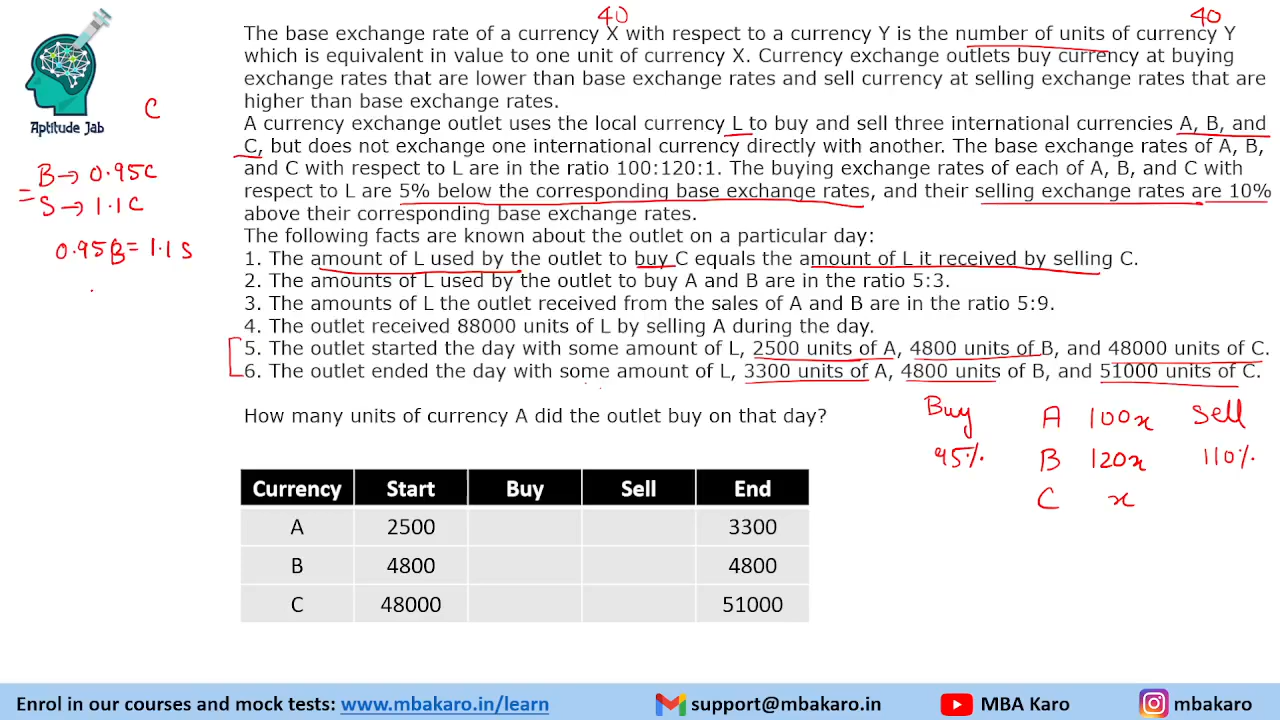 40 40
The base exchange rate of a currency X with respect to a currency Y is the number of units of currency Y
which is equivalent in value to one unit of currency X. Currency exchange outlets buy currency at buying
exchange rates that are lower than base exchange rates and sell currency at selling exchange rates that are
higher than base exchange rates.
A currency exchange outlet uses the local currency L to buy and sell three international currencies A, B, and
C, but does not exchange one international currency directly with another. The base exchange rates of A, B,
and C with respect to L are in the ratio 100:120:1. The buying exchange rates of each of A, B, and C with
respect to L are 5% below the corresponding base exchange rates, and their selling exchange rates are 10%
above their corresponding base exchange rates.
The following facts are known about the outlet on a particular day:
1. The amount of L used by the outlet to buy C equals the amount of L it received by selling C.
2. The amounts of L used by the outlet to buy A and B are in the ratio 5:3.
3. The amounts of L the outlet received from the sales of A and B are in the ratio 5:9.
4. The outlet received 88000 units of L by selling A during the day.
5. The outlet started the day with some amount of L, 2500 units of A, 4800 units of B, and 48000 units of C.
6. The outlet ended the day with some amount of L, 3300 units of A, 4800 units of B, and 51000 units of C.
How many units of currency A did the outlet buy on that day?
Aptitude Jab
C
B→ 0.95C
= S→ 1.1C
0.95B = 1.1S
Buy A 100x Sell
95% B 120x 110%
C x
Currency Start Buy Sell End
A 2500 3300
B 4800 4800
C 48000 51000
Enrol in our courses and mock tests: www.mbakaro.in/learn support@mbakaro.in MBA Karo mbakaro